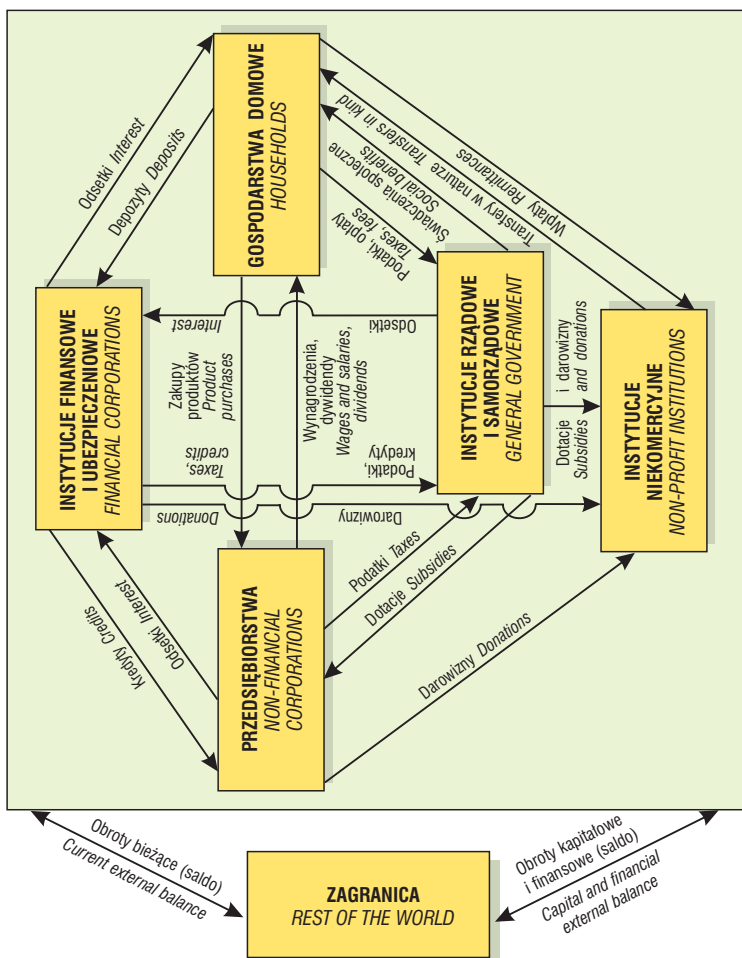 GOSPODARSTWA DOMOWE
HOUSEHOLDS
Odsetki Interest
Depozyty Deposits
Wpłaty Remittances
Transfery w naturze Transfers in kind
Świadczenia społeczne
Social benefits
Podatki, opłaty
Taxes, fees
INSTYTUCJE FINANSOWE
I UBEZPIECZENIOWE
FINANCIAL CORPORATIONS
Interest
Odsetki
Zakupy
produktów
Product
purchases
Wynagrodzenia,
dywidendy
Wages and salaries,
dividends
INSTYTUCJE RZĄDOWE
I SAMORZĄDOWE
GENERAL GOVERNMENT
Dotacje i darowizny
Subsidies and donations
INSTYTUCJE
NIEKOMERCYJNE
NON-PROFIT INSTITUTIONS
Taxes,
credits
Podatki,
kredyty
Donations
Darowizny
Kredyty Credits
Odsetki Interest
PRZEDSIĘBIORSTWA
NON-FINANCIAL
CORPORATIONS
Podatki Taxes
Dotacje Subsidies
Darowizny Donations
Obroty bieżące (saldo)
Current external balance
ZAGRANICA
REST OF THE WORLD
Obroty kapitałowe
i finansowe (saldo)
Capital and financial
external balance